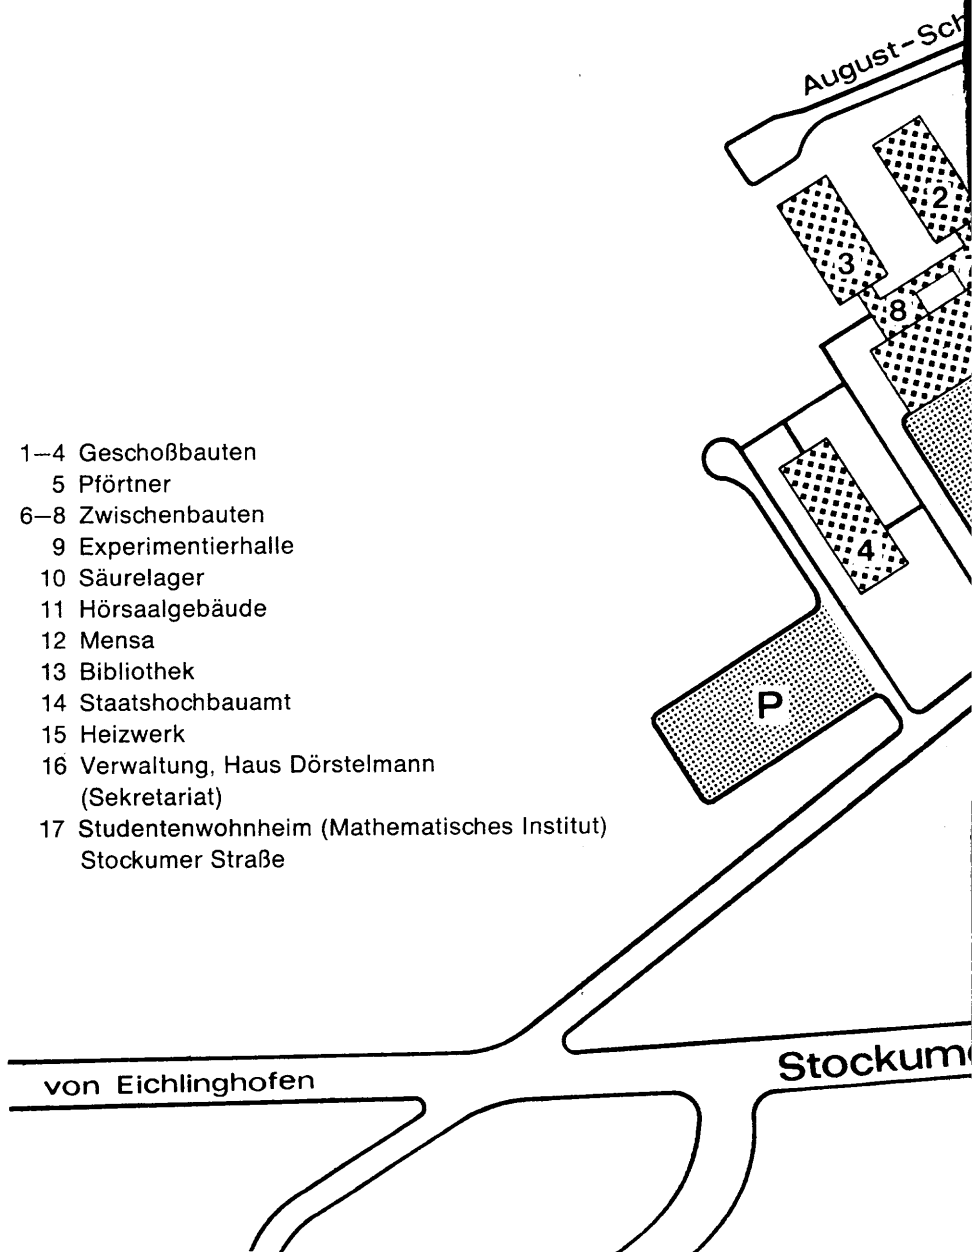 August-Sch
2
3
8
1—4 Geschoßbauten
5 Pförtner
6—8 Zwischenbauten
9 Experimentierhalle
10 Säurelager
11 Hörsaalgebäude
12 Mensa
13 Bibliothek
14 Staatshochbauamt
15 Heizwerk
16 Verwaltung, Haus Dörstelmann
(Sekretariat)
17 Studentenwohnheim (Mathematisches Institut)
Stockumer Straße
4
P
Stockum
von Eichlinghofen